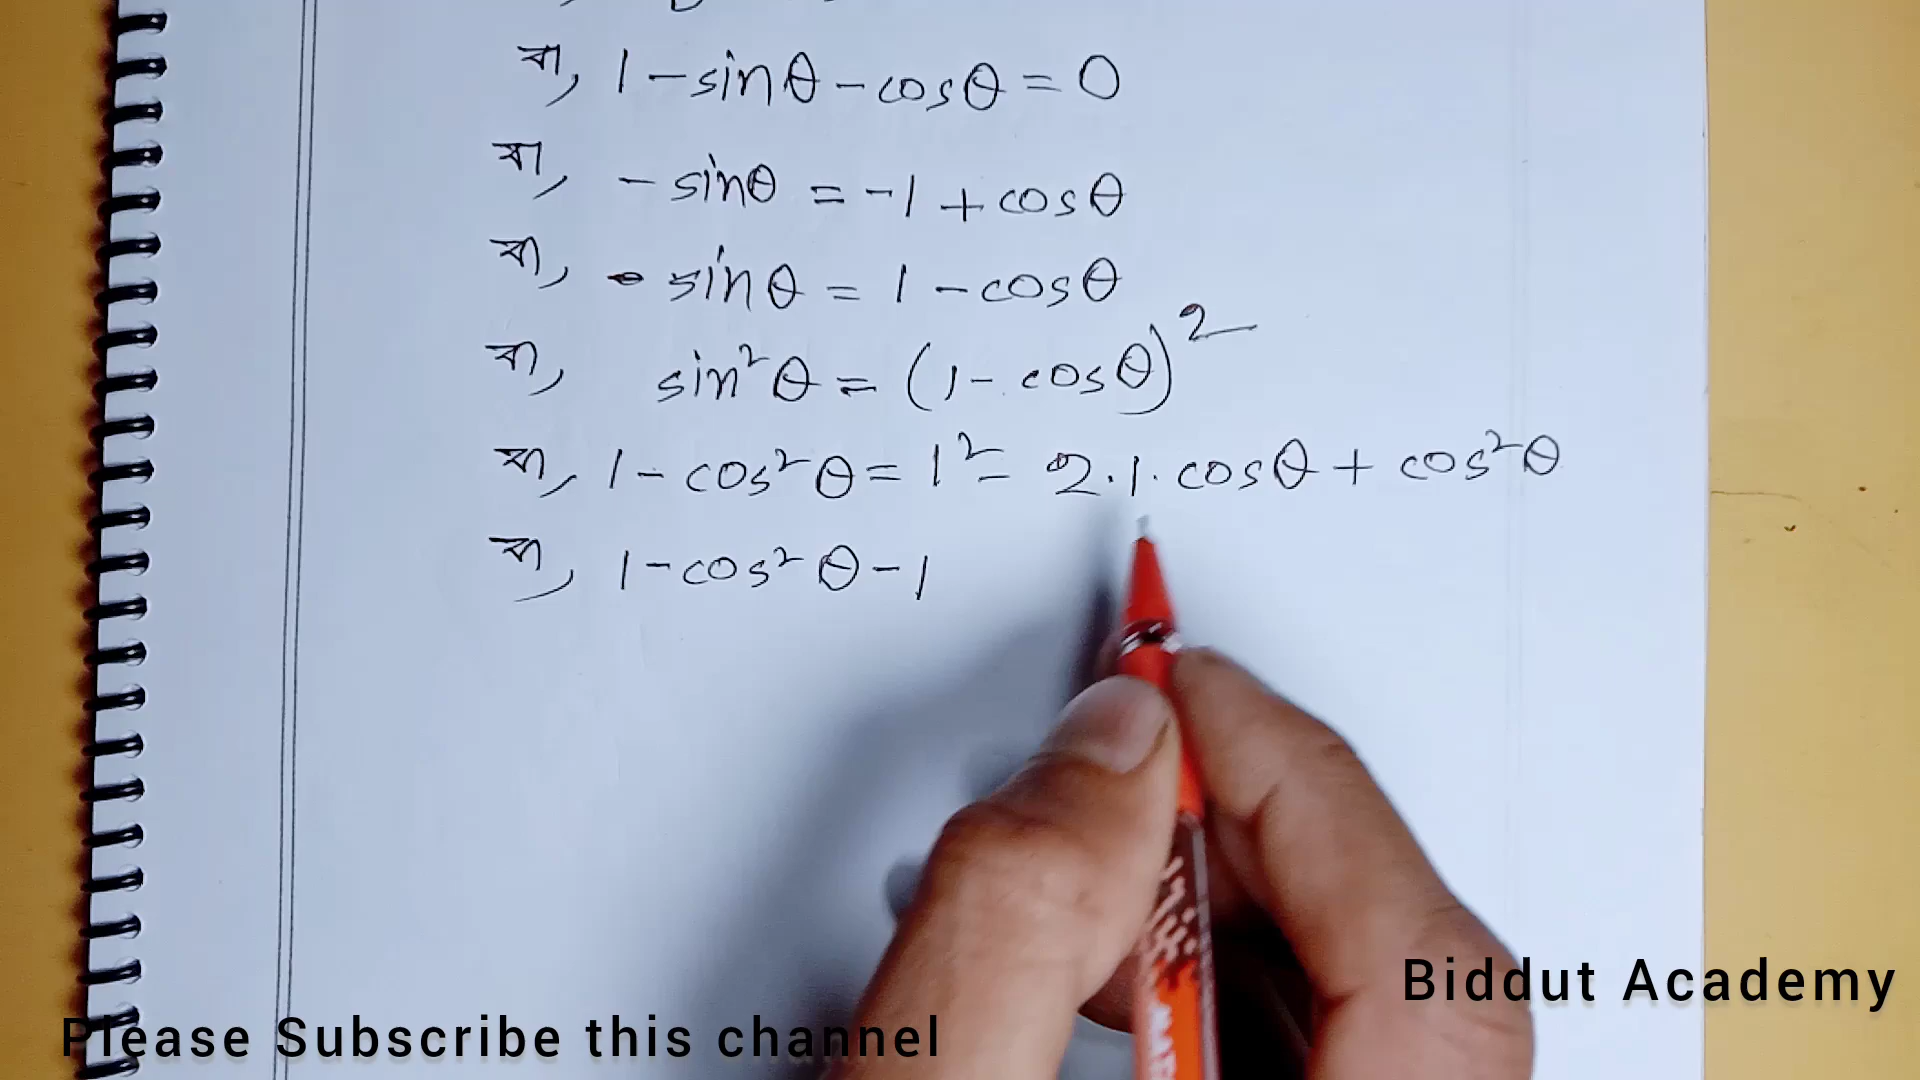 বা, 1 - sinθ - cosθ = 0
বা, - sinθ = -1 + cosθ
বা, sinθ = 1 - cosθ
বা, sin²θ = (1 - cosθ)²
বা, 1 - cos²θ = 1² - 2·1·cosθ + cos²θ
বা, 1 - cos²θ - 1
Biddut Academy
Please Subscribe this channel